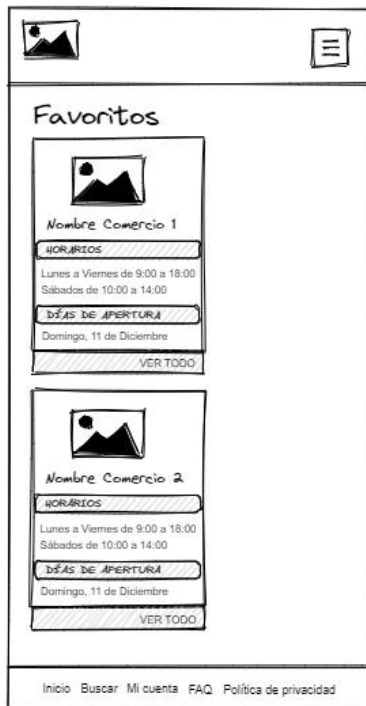 Favoritos
Nombre Comercio 1
HORARIOS
Lunes a Viernes de 9:00 a 18:00
Sábados de 10:00 a 14:00
DÍAS DE APERTURA
Domingo, 11 de Diciembre
VER TODO
Nombre Comercio 2
HORARIOS
Lunes a Viernes de 9:00 a 18:00
Sábados de 10:00 a 14:00
DÍAS DE APERTURA
Domingo, 11 de Diciembre
VER TODO
Inicio Buscar Mi cuenta FAQ Política de privacidad